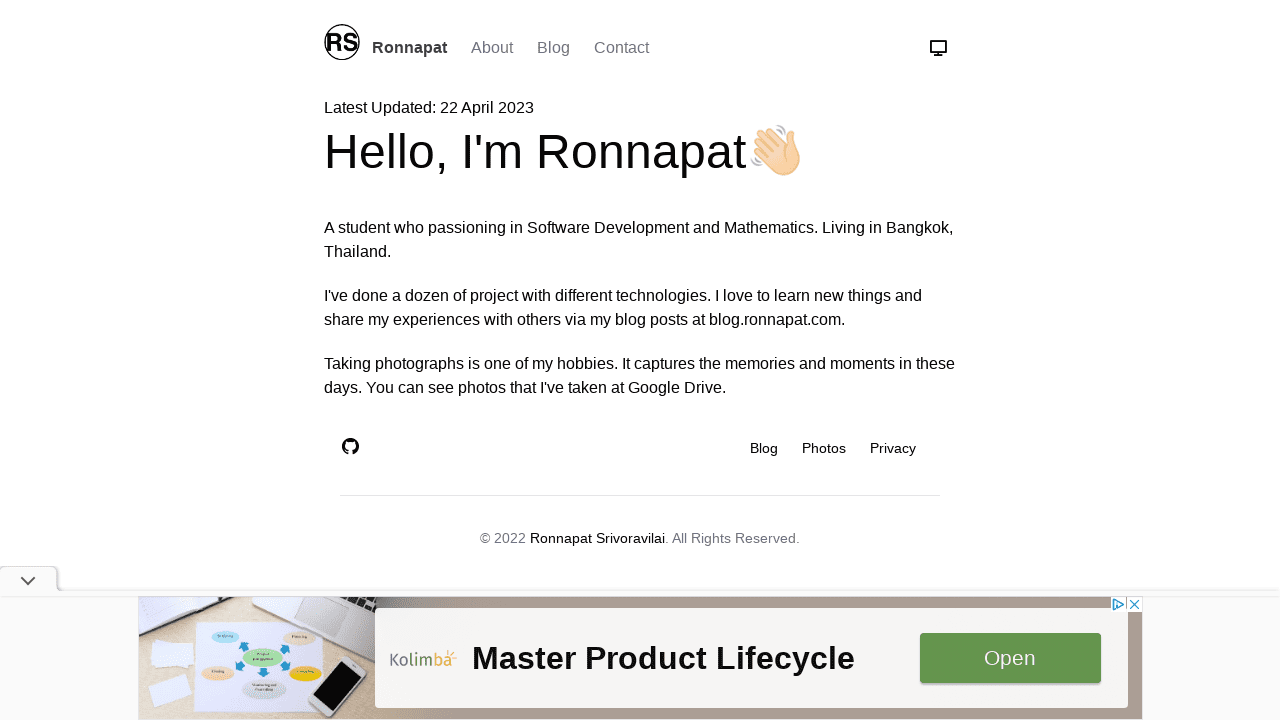 RS Ronnapat About Blog Contact
Latest Updated: 22 April 2023
Hello, I'm Ronnapat👋🏼
A student who passioning in Software Development and Mathematics. Living in Bangkok,
Thailand.
I've done a dozen of project with different technologies. I love to learn new things and
share my experiences with others via my blog posts at blog.ronnapat.com.
Taking photographs is one of my hobbies. It captures the memories and moments in these
days. You can see photos that I've taken at Google Drive.
Blog Photos Privacy
© 2022 Ronnapat Srivoravilai. All Rights Reserved.
Kolimba Master Product Lifecycle Open